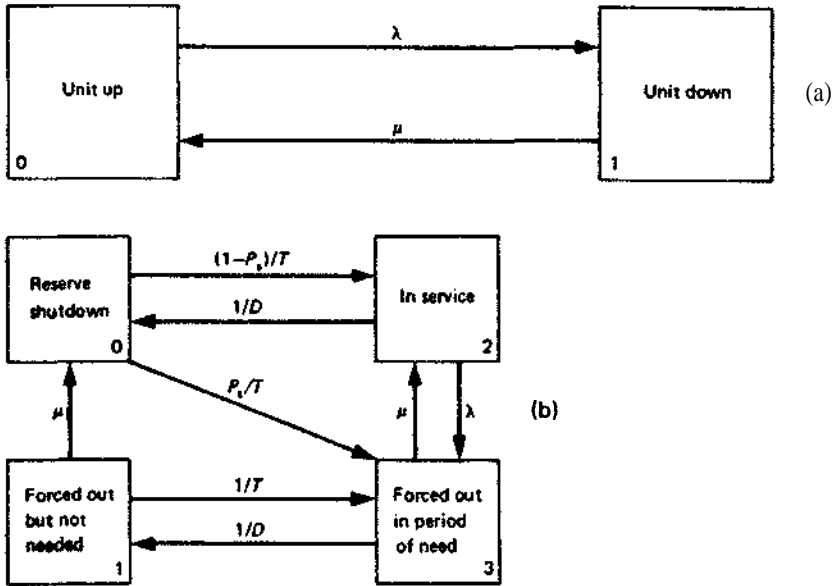 λ
Unit up
Unit down
(a)
μ
0
1
(1-Pₛ)/T
Reserve
shutdown
In service
1/D
0
2
Pₛ/T
μ
μ
λ
(b)
Forced out
but not
needed
1/T
Forced out
in period
of need
1/D
1
3